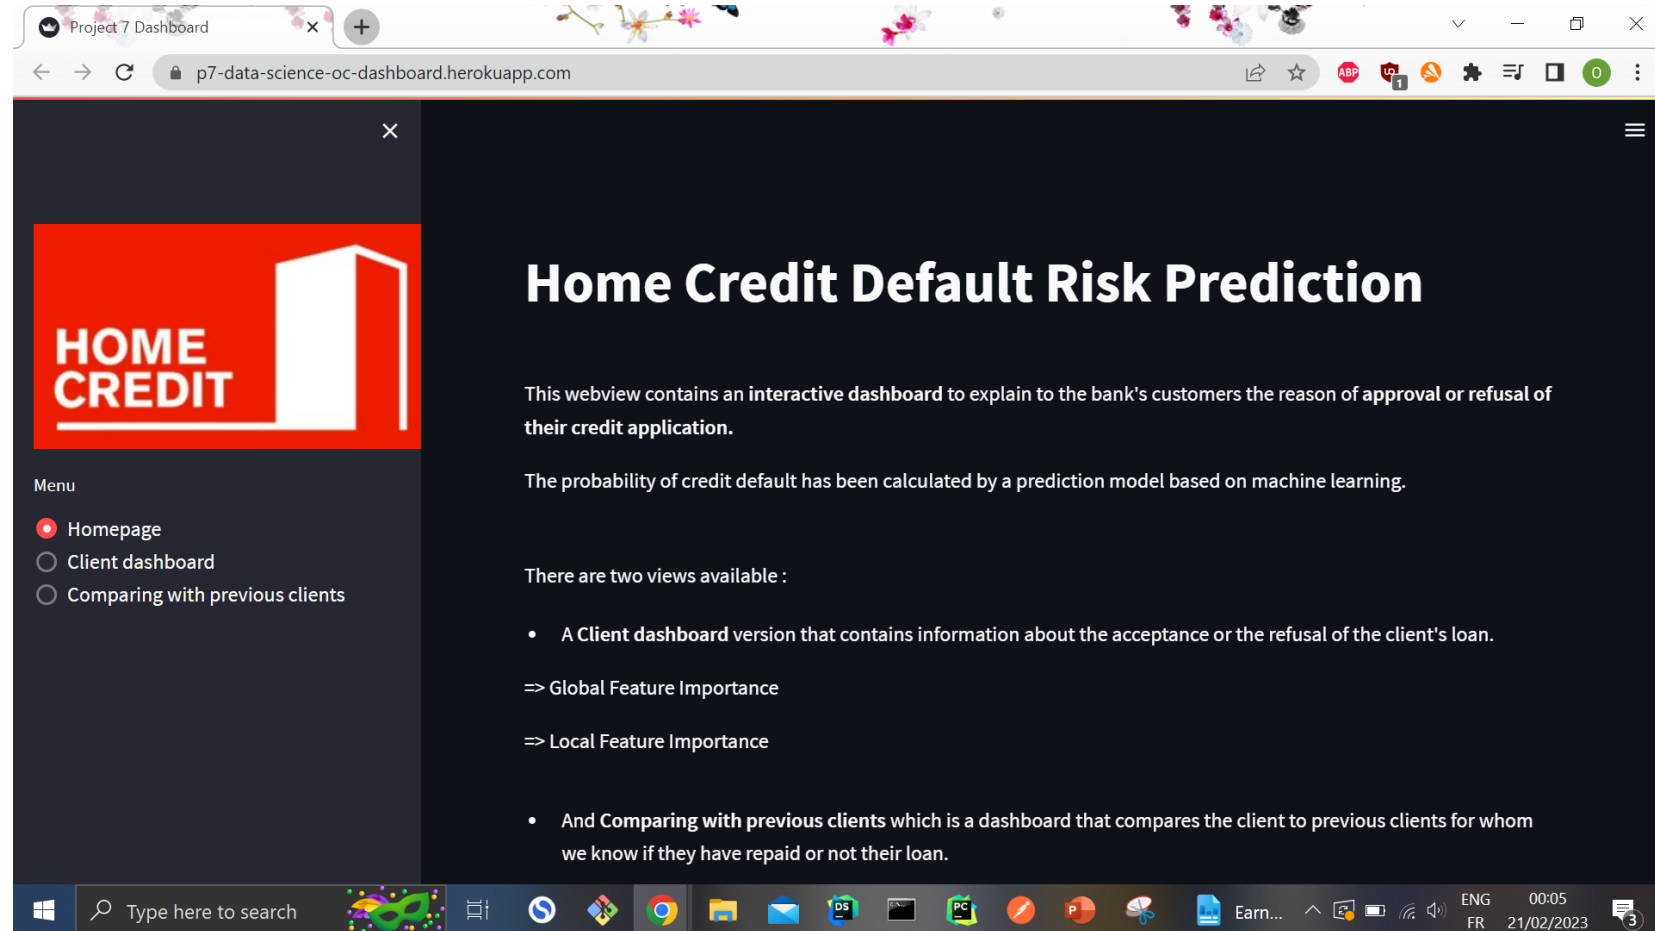 Project 7 Dashboard
p7-data-science-oc-dashboard.herokuapp.com
ABP
1
O
HOME
CREDIT
Menu
Homepage
Client dashboard
Comparing with previous clients
Home Credit Default Risk Prediction
This webview contains an interactive dashboard to explain to the bank's customers the reason of approval or refusal of
their credit application.
The probability of credit default has been calculated by a prediction model based on machine learning.
There are two views available :
• A Client dashboard version that contains information about the acceptance or the refusal of the client's loan.
=> Global Feature Importance
=> Local Feature Importance
• And Comparing with previous clients which is a dashboard that compares the client to previous clients for whom
we know if they have repaid or not their loan.
Type here to search
DS
PC
P
Earn...
ENG
FR
00:05
21/02/2023
3